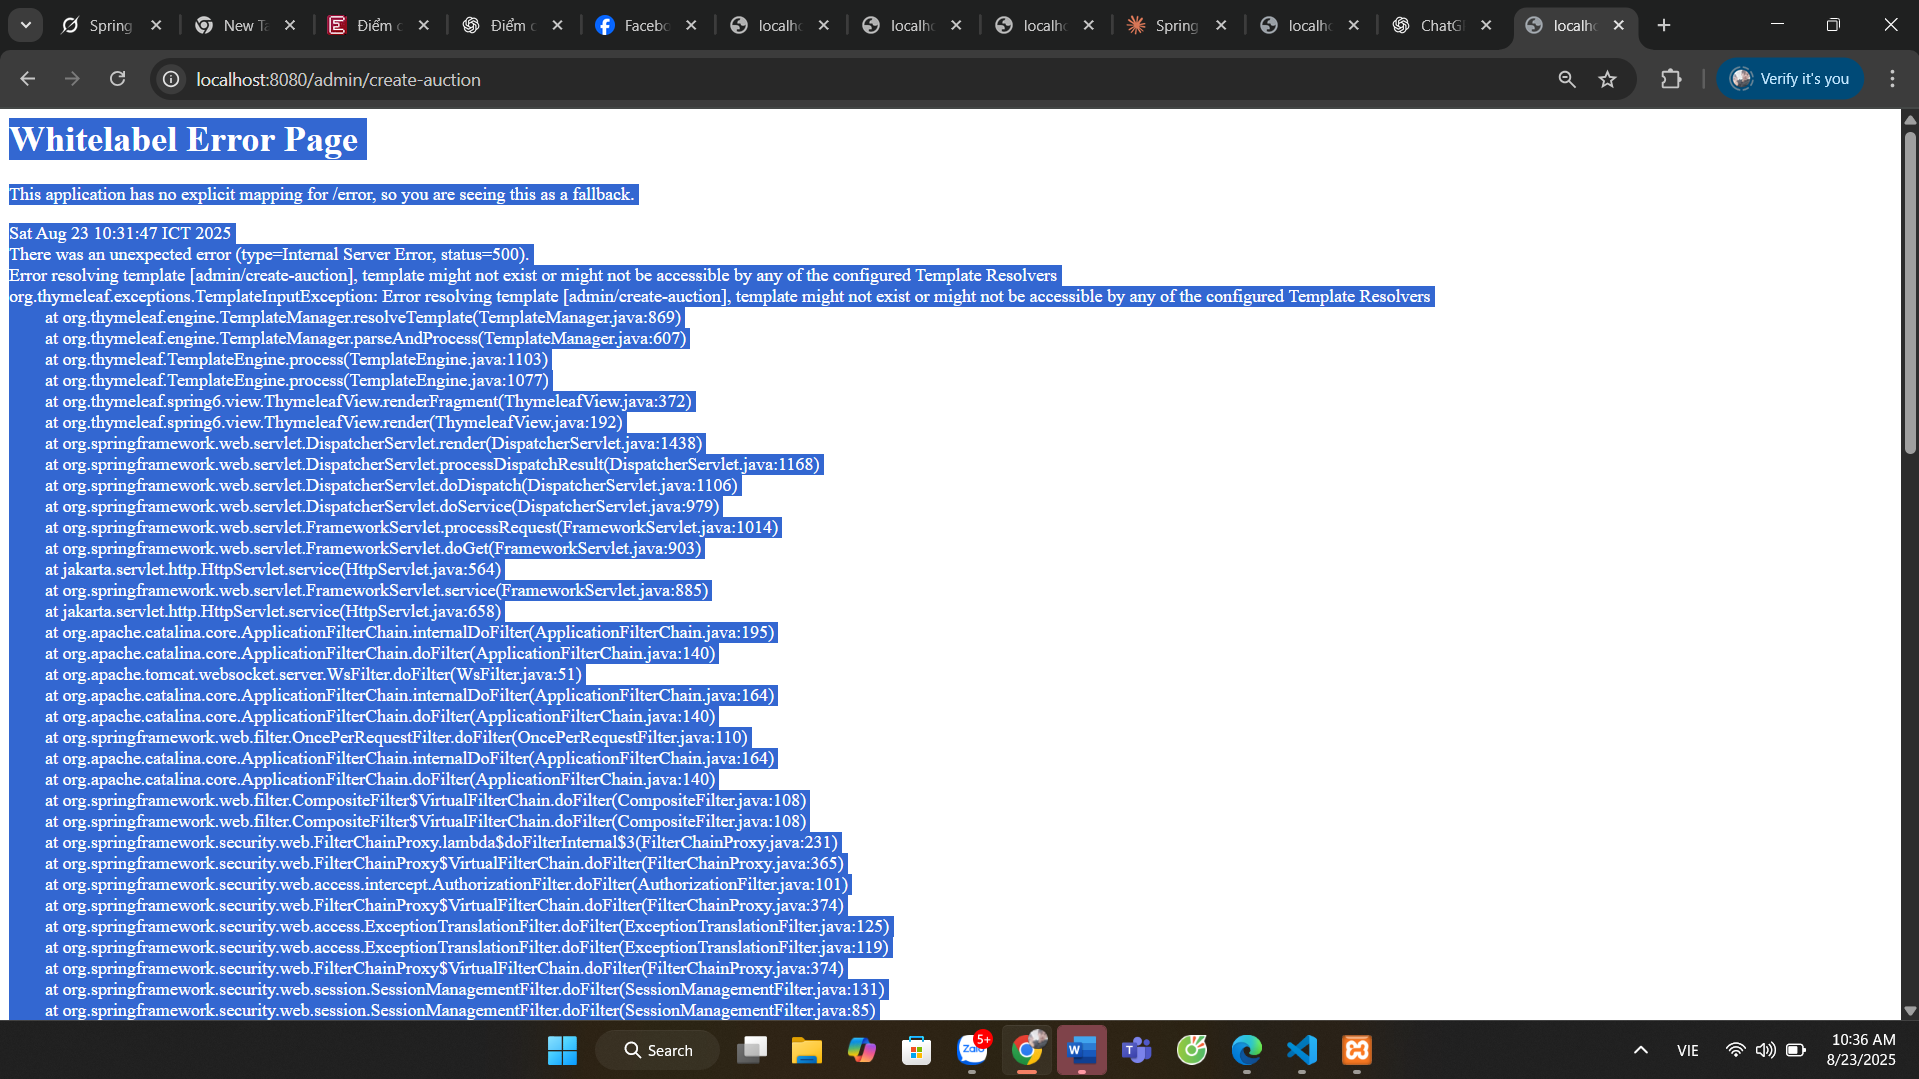 Spring
New Ta
Điểm c
Điểm c
Facebo
localho
localho
localho
Spring
localho
ChatGP
localho
localhost:8080/admin/create-auction
Verify it's you
Whitelabel Error Page
This application has no explicit mapping for /error, so you are seeing this as a fallback.
Sat Aug 23 10:31:47 ICT 2025
There was an unexpected error (type=Internal Server Error, status=500).
Error resolving template [admin/create-auction], template might not exist or might not be accessible by any of the configured Template Resolvers
org.thymeleaf.exceptions.TemplateInputException: Error resolving template [admin/create-auction], template might not exist or might not be accessible by any of the configured Template Resolvers
at org.thymeleaf.engine.TemplateManager.resolveTemplate(TemplateManager.java:869)
at org.thymeleaf.engine.TemplateManager.parseAndProcess(TemplateManager.java:607)
at org.thymeleaf.TemplateEngine.process(TemplateEngine.java:1103)
at org.thymeleaf.TemplateEngine.process(TemplateEngine.java:1077)
at org.thymeleaf.spring6.view.ThymeleafView.renderFragment(ThymeleafView.java:372)
at org.thymeleaf.spring6.view.ThymeleafView.render(ThymeleafView.java:192)
at org.springframework.web.servlet.DispatcherServlet.render(DispatcherServlet.java:1438)
at org.springframework.web.servlet.DispatcherServlet.processDispatchResult(DispatcherServlet.java:1168)
at org.springframework.web.servlet.DispatcherServlet.doDispatch(DispatcherServlet.java:1106)
at org.springframework.web.servlet.DispatcherServlet.doService(DispatcherServlet.java:979)
at org.springframework.web.servlet.FrameworkServlet.processRequest(FrameworkServlet.java:1014)
at org.springframework.web.servlet.FrameworkServlet.doGet(FrameworkServlet.java:903)
at jakarta.servlet.http.HttpServlet.service(HttpServlet.java:564)
at org.springframework.web.servlet.FrameworkServlet.service(FrameworkServlet.java:885)
at jakarta.servlet.http.HttpServlet.service(HttpServlet.java:658)
at org.apache.catalina.core.ApplicationFilterChain.internalDoFilter(ApplicationFilterChain.java:195)
at org.apache.catalina.core.ApplicationFilterChain.doFilter(ApplicationFilterChain.java:140)
at org.apache.tomcat.websocket.server.WsFilter.doFilter(WsFilter.java:51)
at org.apache.catalina.core.ApplicationFilterChain.internalDoFilter(ApplicationFilterChain.java:164)
at org.apache.catalina.core.ApplicationFilterChain.doFilter(ApplicationFilterChain.java:140)
at org.springframework.web.filter.OncePerRequestFilter.doFilter(OncePerRequestFilter.java:110)
at org.apache.catalina.core.ApplicationFilterChain.internalDoFilter(ApplicationFilterChain.java:164)
at org.apache.catalina.core.ApplicationFilterChain.doFilter(ApplicationFilterChain.java:140)
at org.springframework.web.filter.CompositeFilter$VirtualFilterChain.doFilter(CompositeFilter.java:108)
at org.springframework.web.filter.CompositeFilter$VirtualFilterChain.doFilter(CompositeFilter.java:108)
at org.springframework.security.web.FilterChainProxy.lambda$doFilterInternal$3(FilterChainProxy.java:231)
at org.springframework.security.web.FilterChainProxy$VirtualFilterChain.doFilter(FilterChainProxy.java:365)
at org.springframework.security.web.access.intercept.AuthorizationFilter.doFilter(AuthorizationFilter.java:101)
at org.springframework.security.web.FilterChainProxy$VirtualFilterChain.doFilter(FilterChainProxy.java:374)
at org.springframework.security.web.access.ExceptionTranslationFilter.doFilter(ExceptionTranslationFilter.java:125)
at org.springframework.security.web.access.ExceptionTranslationFilter.doFilter(ExceptionTranslationFilter.java:119)
at org.springframework.security.web.FilterChainProxy$VirtualFilterChain.doFilter(FilterChainProxy.java:374)
at org.springframework.security.web.session.SessionManagementFilter.doFilter(SessionManagementFilter.java:131)
at org.springframework.security.web.session.SessionManagementFilter.doFilter(SessionManagementFilter.java:85)
Search
Zalo
5+
VIE
10:36 AM
8/23/2025